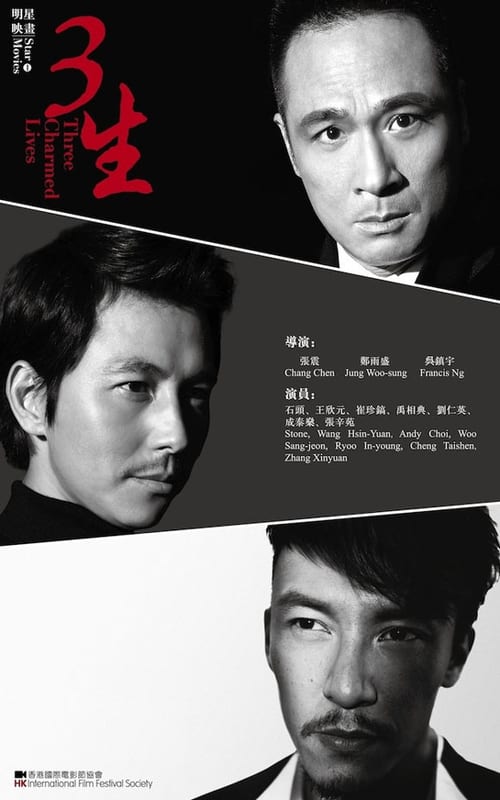 明星
映畫
Star
Movies
3生
Three
Charmed
Lives
導演：
張震 鄭雨盛 吳鎮宇
Chang Chen Jung Woo-sung Francis Ng
演員：
石頭、王欣元、崔珍鎬、禹相典、劉仁英、
成泰燊、張辛苑
Stone, Wang Hsin-Yuan, Andy Choi, Woo
Sang-jeon, Ryoo In-young, Cheng Taishen,
Zhang Xinyuan
香港國際電影節協會
HK International Film Festival Society